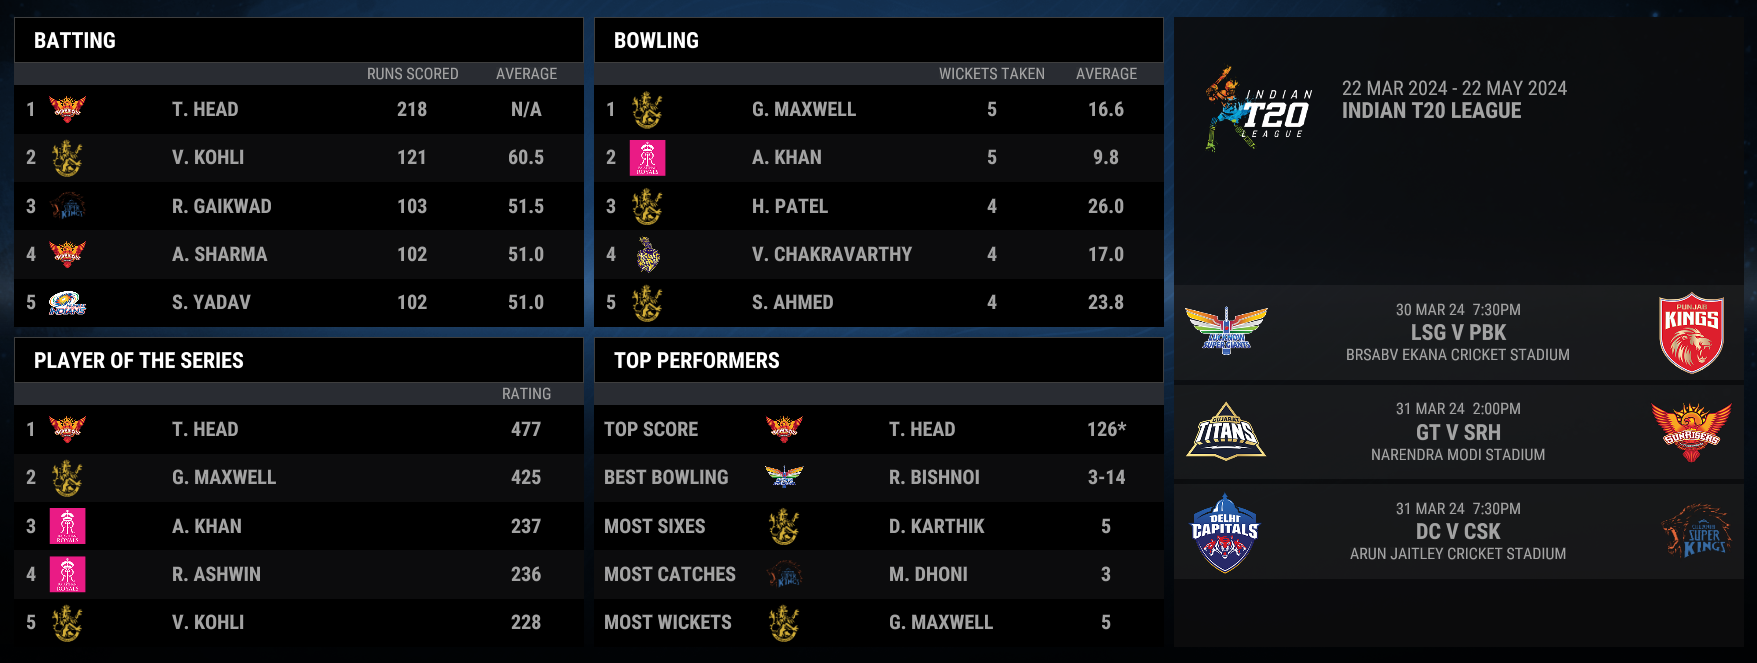 BATTING
RUNS SCORED AVERAGE
1 T. HEAD 218 N/A
2 V. KOHLI 121 60.5
3 R. GAIKWAD 103 51.5
4 A. SHARMA 102 51.0
5 S. YADAV 102 51.0
BOWLING
WICKETS TAKEN AVERAGE
1 G. MAXWELL 5 16.6
2 A. KHAN 5 9.8
3 H. PATEL 4 26.0
4 V. CHAKRAVARTHY 4 17.0
5 S. AHMED 4 23.8
PLAYER OF THE SERIES
RATING
1 T. HEAD 477
2 G. MAXWELL 425
3 A. KHAN 237
4 R. ASHWIN 236
5 V. KOHLI 228
TOP PERFORMERS
TOP SCORE T. HEAD 126*
BEST BOWLING R. BISHNOI 3-14
MOST SIXES D. KARTHIK 5
MOST CATCHES M. DHONI 3
MOST WICKETS G. MAXWELL 5
INDIAN
T20
LEAGUE
22 MAR 2024 - 22 MAY 2024
INDIAN T20 LEAGUE
30 MAR 24 7:30PM
LSG V PBK
BRSABV EKANA CRICKET STADIUM
PUNJAB
KINGS
31 MAR 24 2:00PM
GT V SRH
NARENDRA MODI STADIUM
TITANS
SUNRISERS
31 MAR 24 7:30PM
DC V CSK
ARUN JAITLEY CRICKET STADIUM
DELHI
CAPITALS
SUPER
KINGS